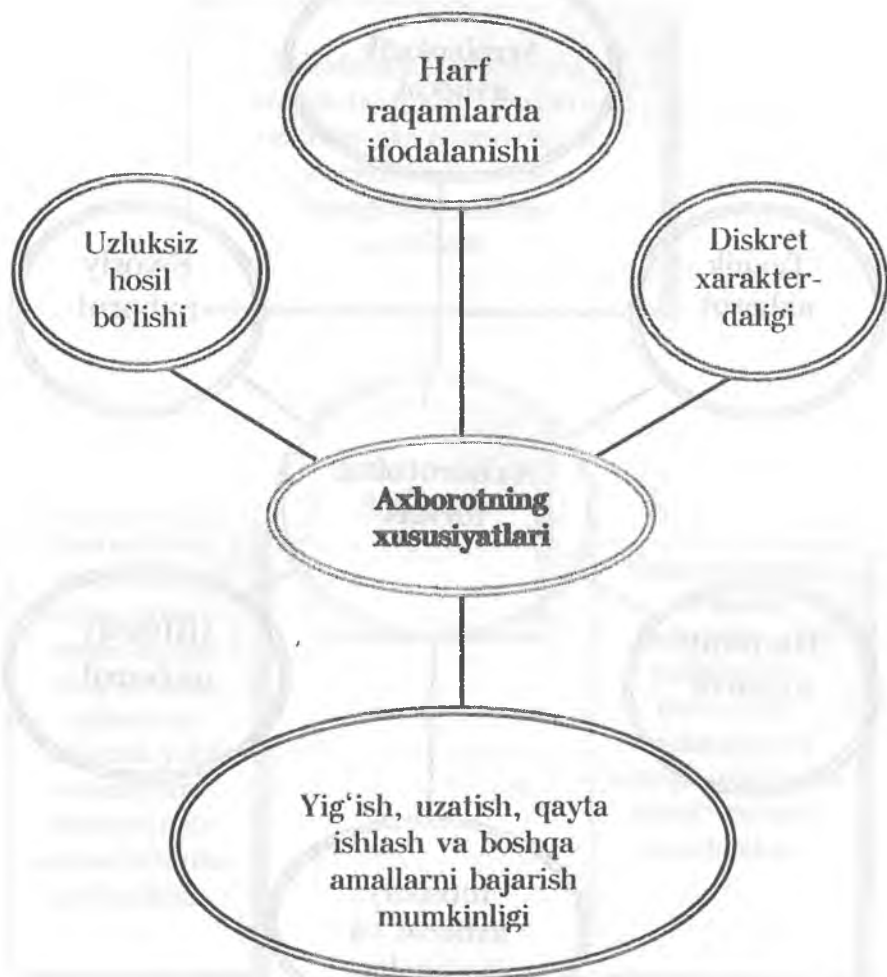 Harf
raqamlarda
ifodalanishi
Uzluksiz
hosil
bo`lishi
Diskret
xarakter-
daligi
Axborotning
xususiyatlari
Yig‘ish, uzatish, qayta
ishlash va boshqa
amallarni bajarish
mumkinligi